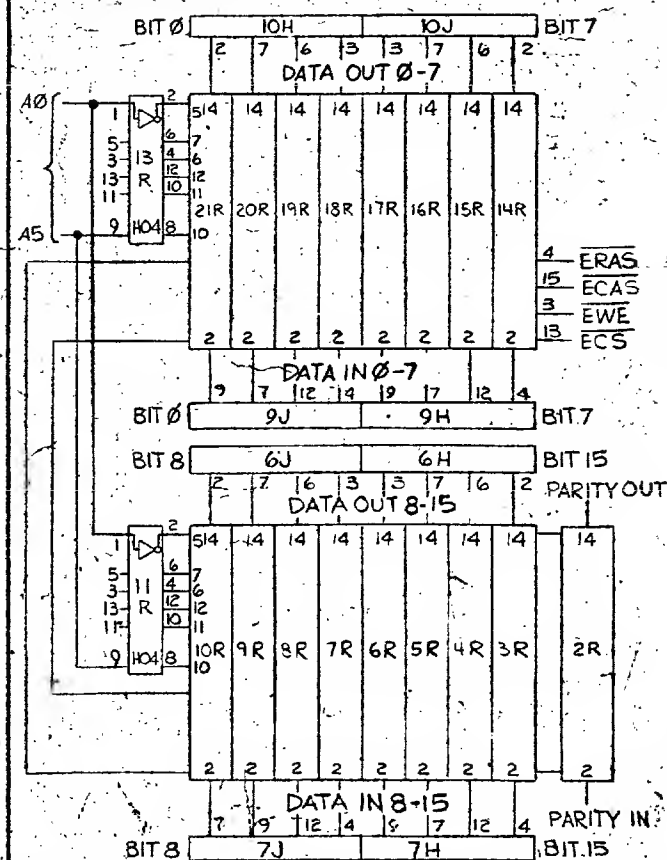 BIT Ø 10H 10J BIT 7
2 7 6 3 3 7 6 2
DATA OUT Ø-7
AØ 1 2 5 14 14 14 14 14 14 14 14
5 6 7
3 13 4 6
13 R 12 12
11 10 11
21R 20R 19R 18R 17R 16R 15R 14R
A5 9 H04 8 10
4 ERAS
15 ECAS
3 EWE
13 ECS
2 2 2 2 2 2 2 2
DATA IN Ø-7
9 7 12 4 9 7 12 4
BIT Ø 9J 9H BIT 7
BIT 8 6J 6H BIT 15
2 7 6 3 3 7 6 2 PARITY OUT
DATA OUT 8-15
1 2 5 14 14 14 14 14 14 14 14 14
5 6 7
3 11 4 6
13 R 12 12
11 10 11
10R 9R 8R 7R 6R 5R 4R 3R 2R
9 H04 8 10
2 2 2 2 2 2 2 2 2
DATA IN 8-15
7 9 12 4 7 12 4 PARITY IN
BIT 8 7J 7H BIT 15